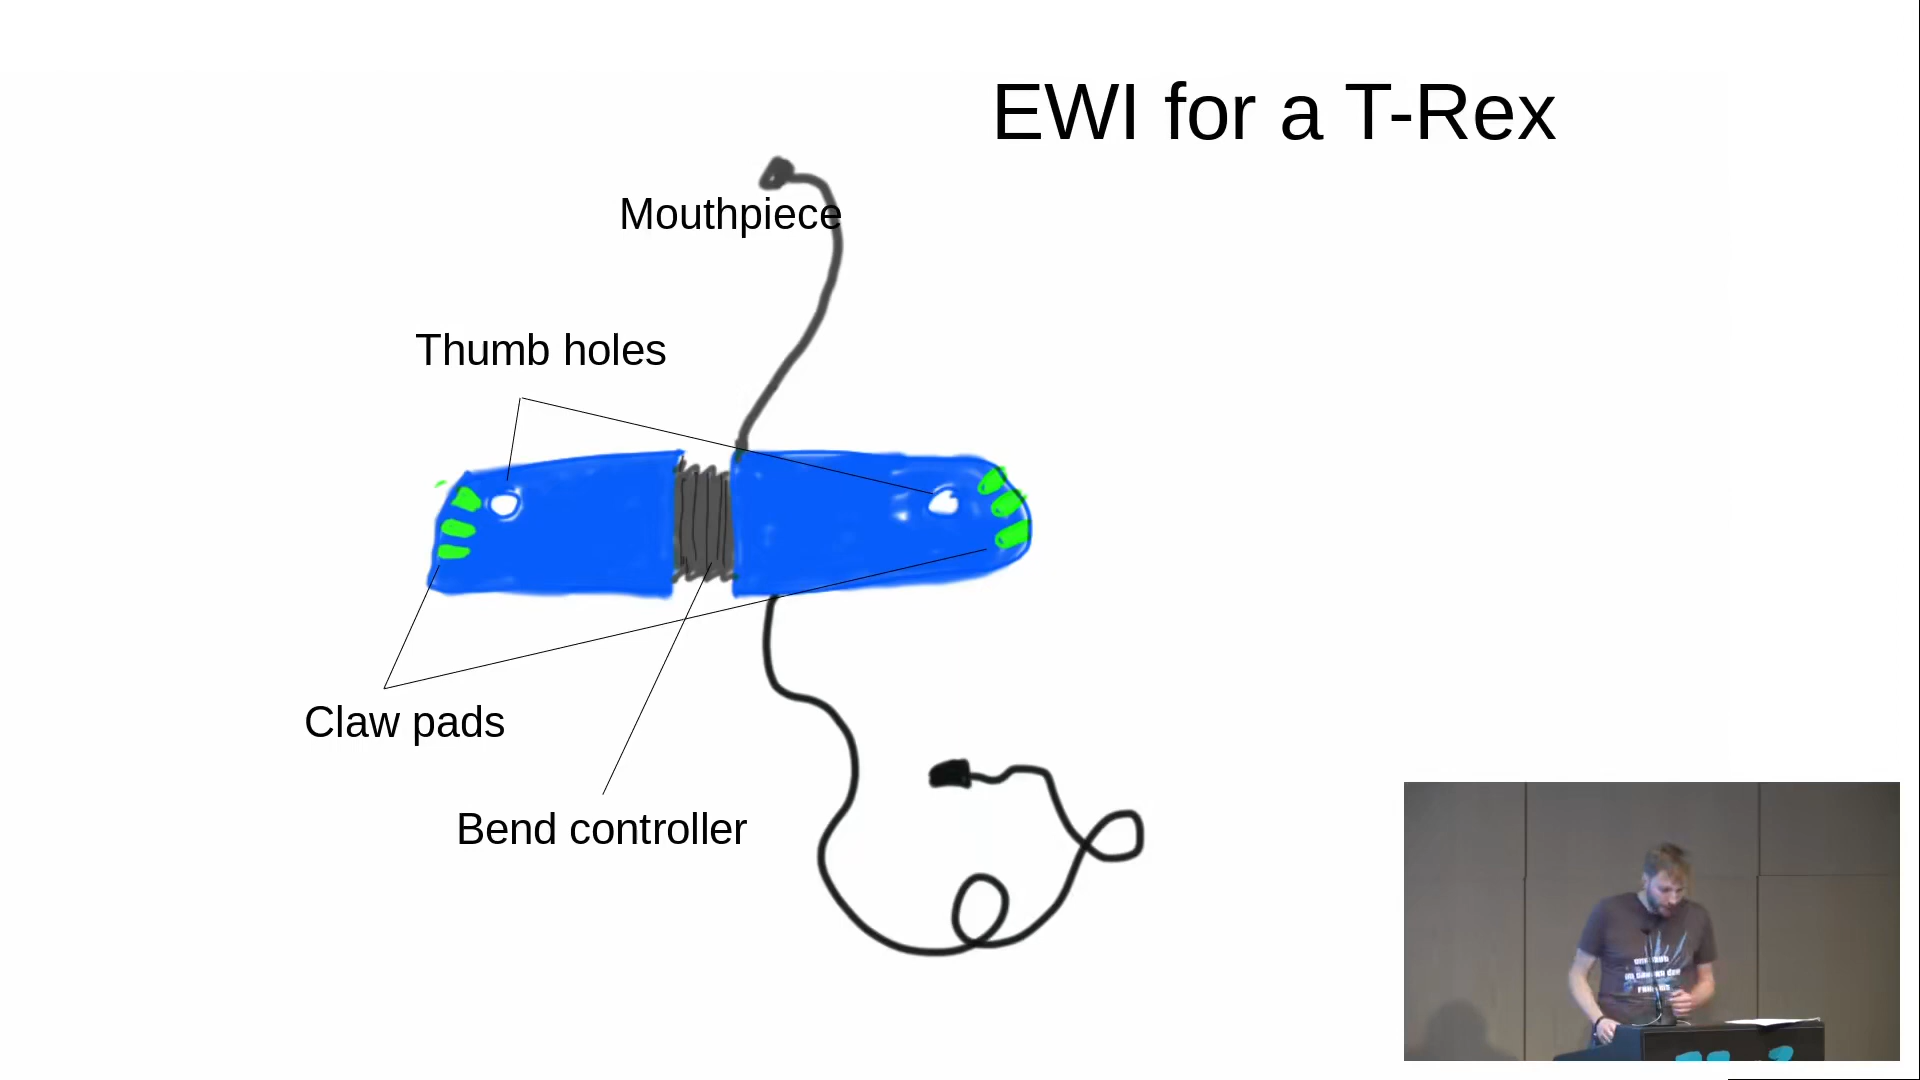 EWI for a T-Rex
Mouthpiece
Thumb holes
Claw pads
Bend controller